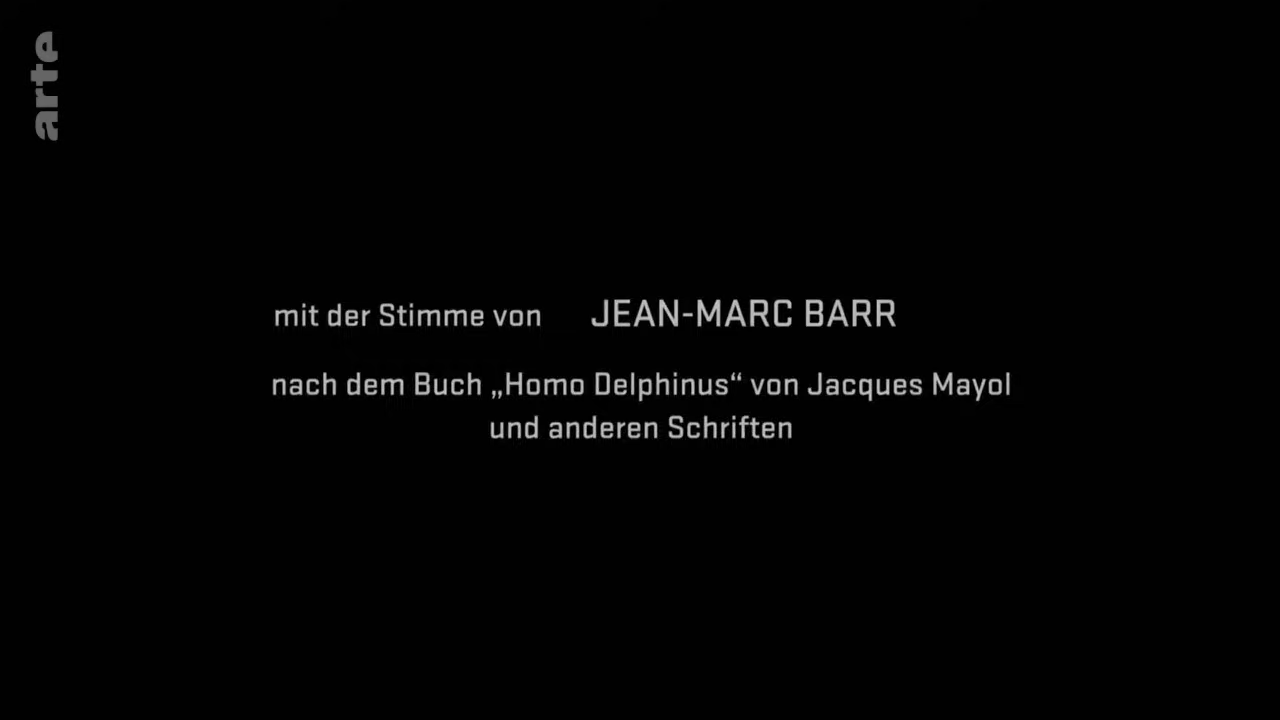 arte
mit der Stimme von JEAN-MARC BARR
nach dem Buch „Homo Delphinus“ von Jacques Mayol
und anderen Schriften